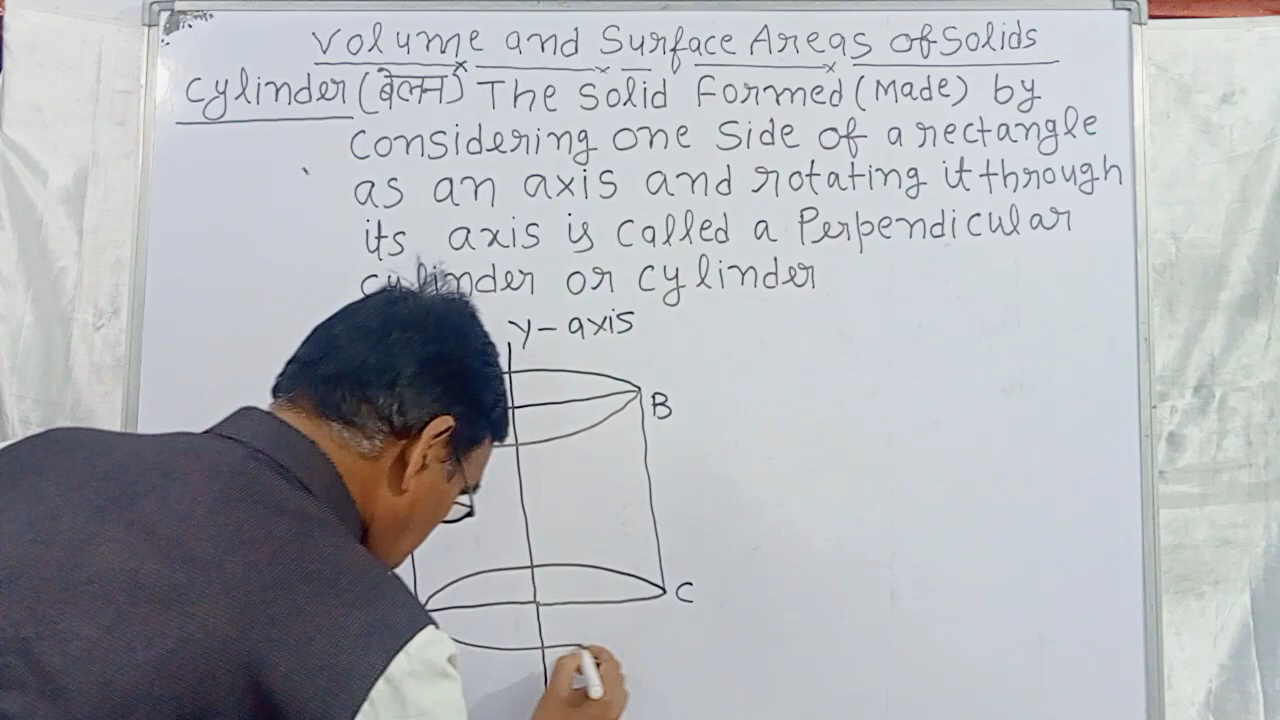 Volume and Surface Areas of Solids
Cylinder (बेलन) The Solid Formed (Made) by
Considering one Side of a rectangle
as an axis and rotating it through
its axis is called a Perpendicular
cylinder or cylinder
Y-axis
B
C